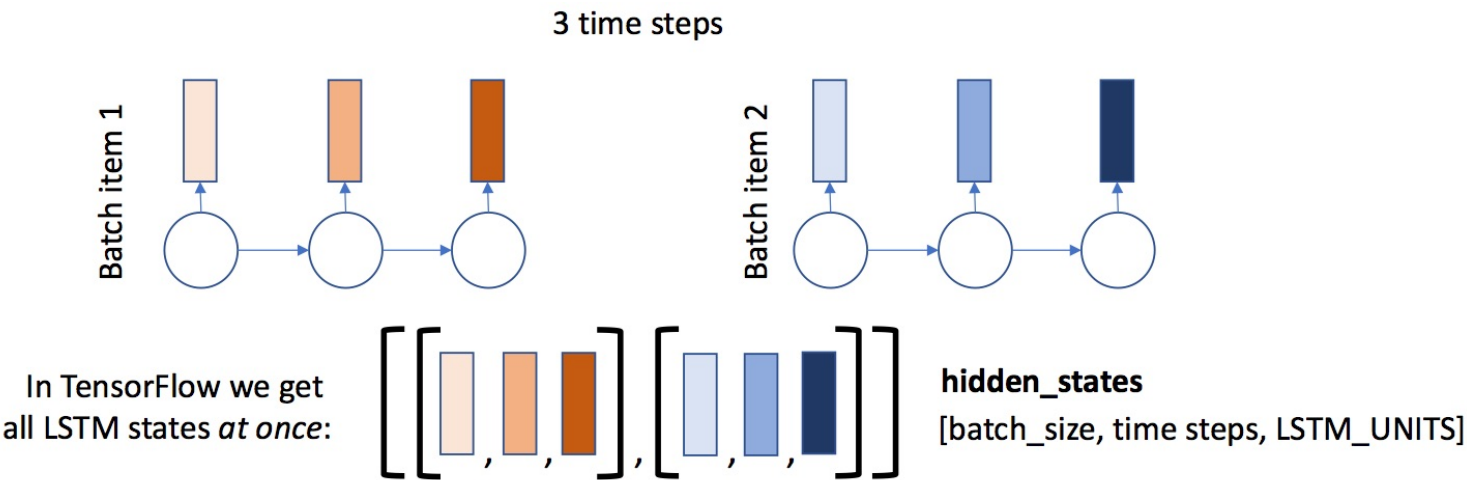 3 time steps
Batch item 1
Batch item 2
In TensorFlow we get
all LSTM states at once:
[[ , , ] , [ , , ]]
hidden_states
[batch_size, time steps, LSTM_UNITS]